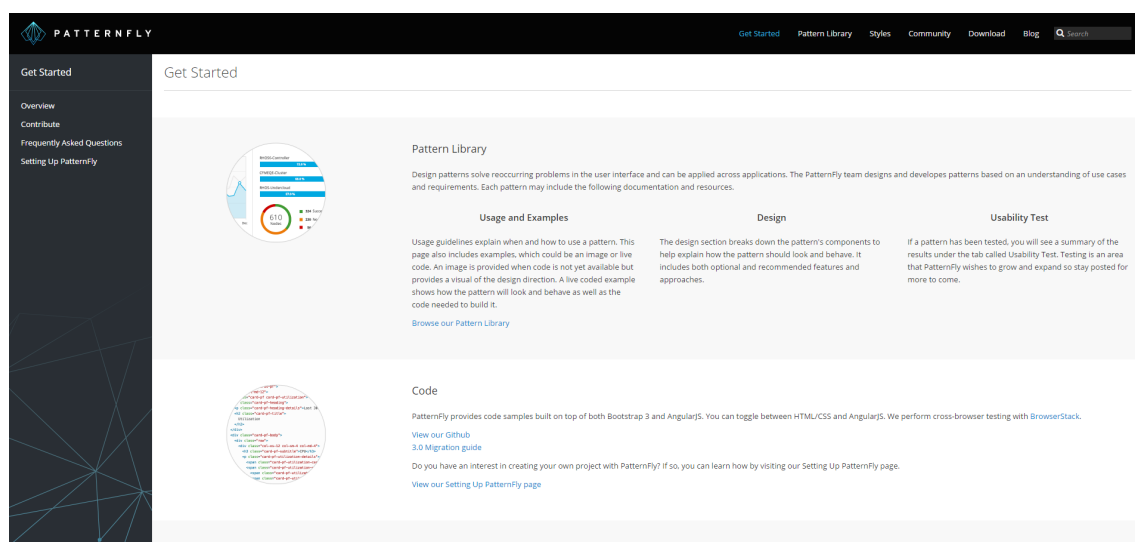 PATTERNFLY
Get Started Pattern Library Styles Community Download Blog Search
Get Started
Overview
Contribute
Frequently Asked Questions
Setting Up PatternFly
Get Started
Pattern Library
Design patterns solve reoccurring problems in the user interface and can be applied across applications. The PatternFly team designs and developes patterns based on an understanding of use cases
and requirements. Each pattern may include the following documentation and resources.
Usage and Examples
Usage guidelines explain when and how to use a pattern. This
page also includes examples, which could be an image or live
code. An image is provided when code is not yet available but
provides a visual of the design direction. A live coded example
shows how the pattern will look and behave as well as the
code needed to build it.
Browse our Pattern Library
Design
The design section breaks down the pattern's components to
help explain how the pattern should look and behave. It
includes both optional and recommended features and
approaches.
Usability Test
If a pattern has been tested, you will see a summary of the
results under the tab called Usability Test. Testing is an area
that PatternFly wishes to grow and expand so stay posted for
more to come.
610
Code
PatternFly provides code samples built on top of both Bootstrap 3 and AngularJS. You can toggle between HTML/CSS and AngularJS. We perform cross-browser testing with BrowserStack.
View our Github
3.0 Migration guide
Do you have an interest in creating your own project with PatternFly? If so, you can learn how by visiting our Setting Up PatternFly page.
View our Setting Up PatternFly page